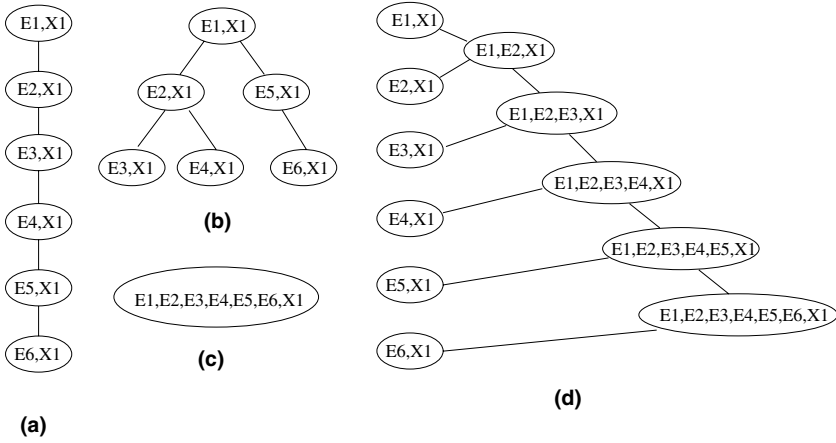 E1,X1
E2,X1
E3,X1
E4,X1
E5,X1
E6,X1
(a)
E1,X1
E2,X1
E5,X1
E3,X1
E4,X1
E6,X1
(b)
E1,E2,E3,E4,E5,E6,X1
(c)
E1,X1
E1,E2,X1
E2,X1
E1,E2,E3,X1
E3,X1
E1,E2,E3,E4,X1
E4,X1
E1,E2,E3,E4,E5,X1
E5,X1
E1,E2,E3,E4,E5,E6,X1
E6,X1
(d)